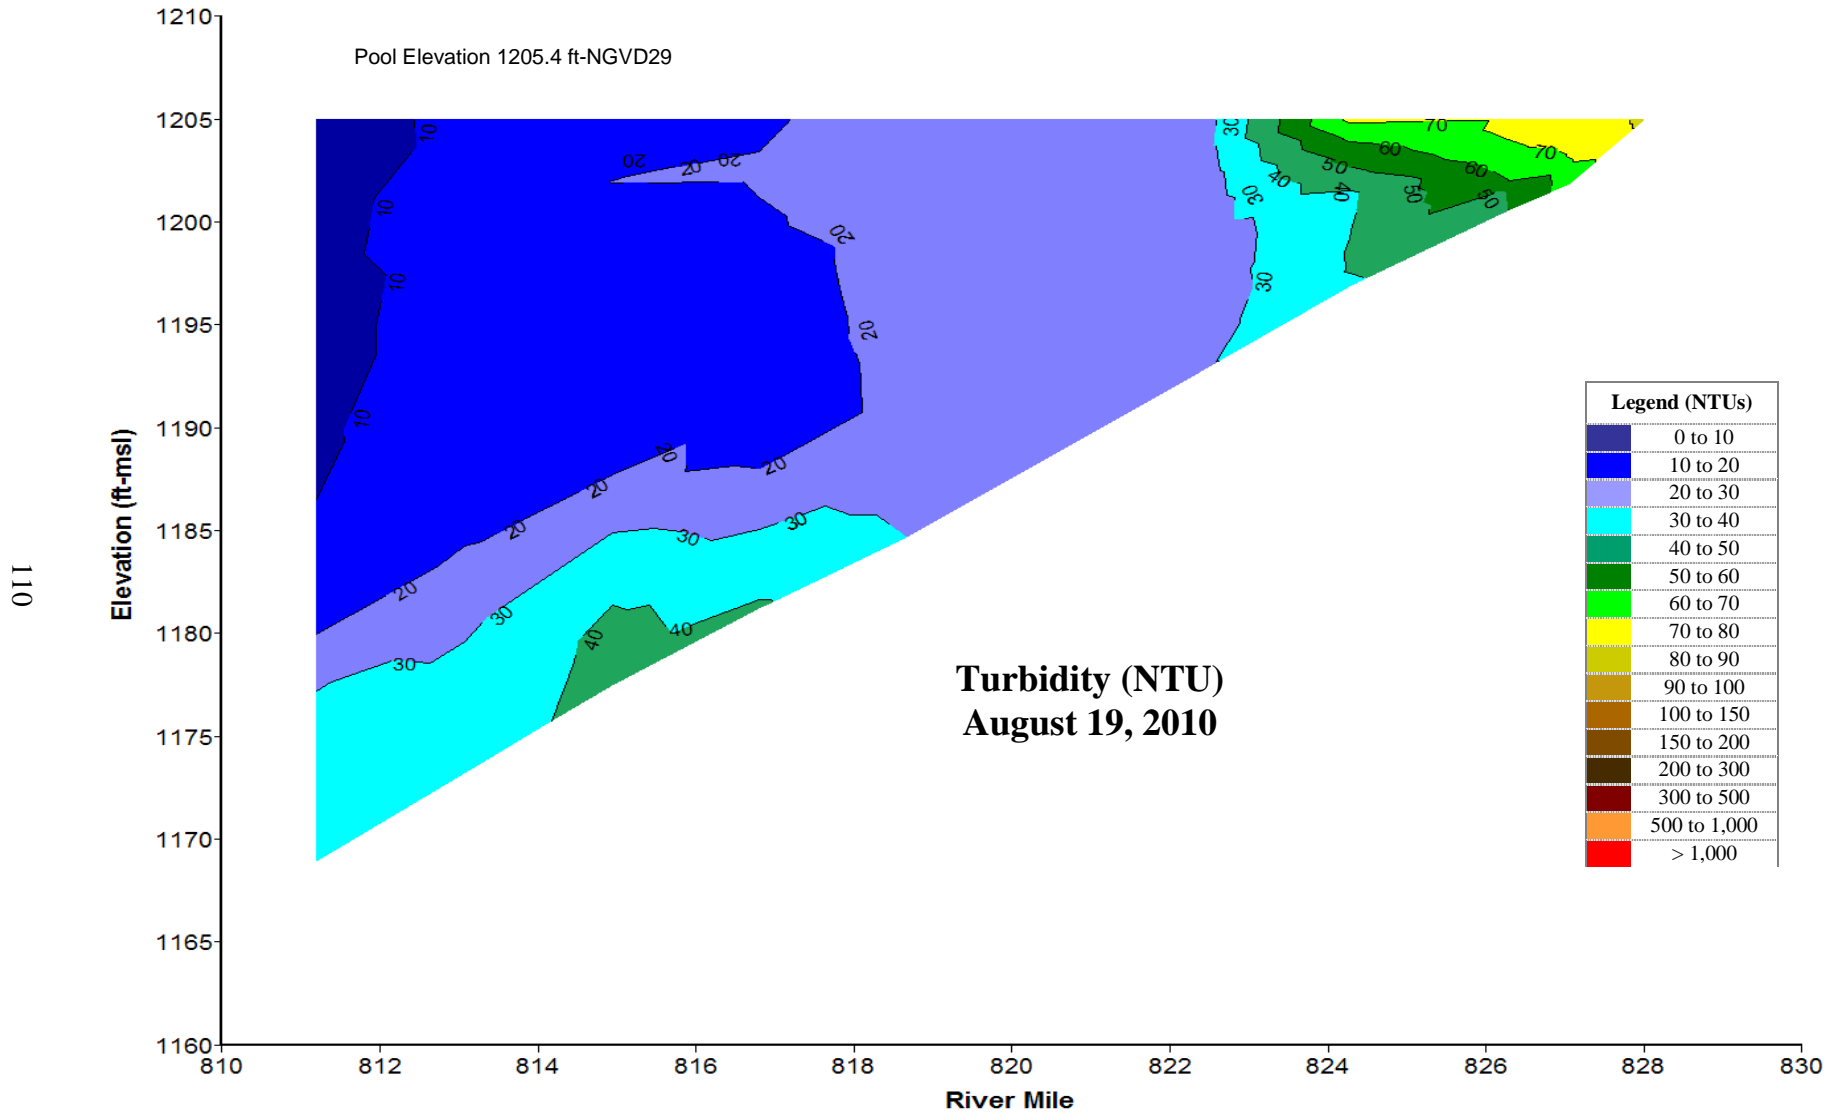 1210
Pool Elevation 1205.4 ft-NGVD29
1205
1200
1195
1190
1185
1180
1175
1170
1165
1160
Elevation (ft-msl)
110
10
10
10
10
20
20
20
20
20
20
20
20
20
20
20
30
30
30
30
40
40
30
30
30
40
40
50
50
50
60
60
70
70
Legend (NTUs)
0 to 10
10 to 20
20 to 30
30 to 40
40 to 50
50 to 60
60 to 70
70 to 80
80 to 90
90 to 100
100 to 150
150 to 200
200 to 300
300 to 500
500 to 1,000
> 1,000
Turbidity (NTU)
August 19, 2010
810 812 814 816 818 820 822 824 826 828 830
River Mile